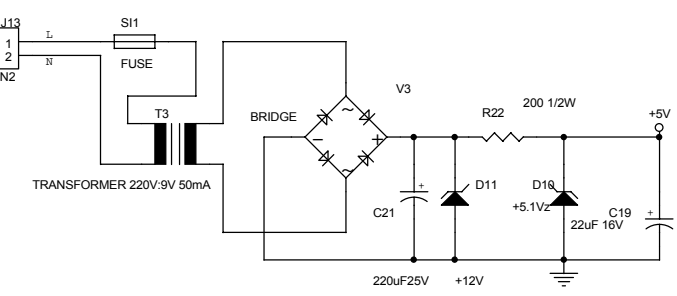 J13
SI1
L
1
2
N
N2
FUSE
V3
T3
BRIDGE
R22
200 1/2W
+5V
TRANSFORMER 220V:9V 50mA
D11
D10
+5.1Vz
C21
C19
22uF 16V
220uF25V
+12V